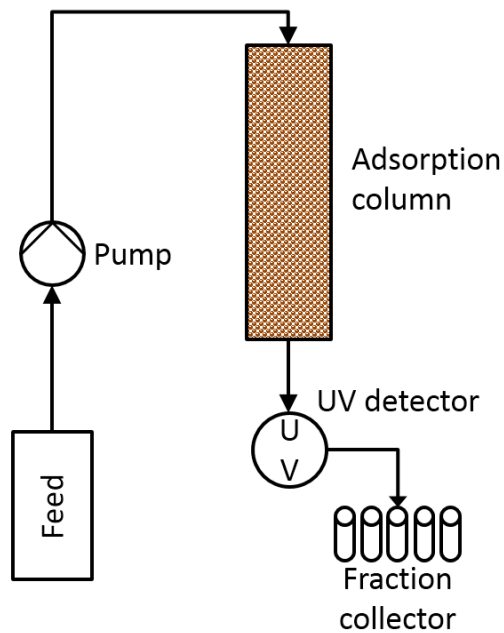 Adsorption
column
Pump
UV detector
U
V
Feed
Fraction
collector